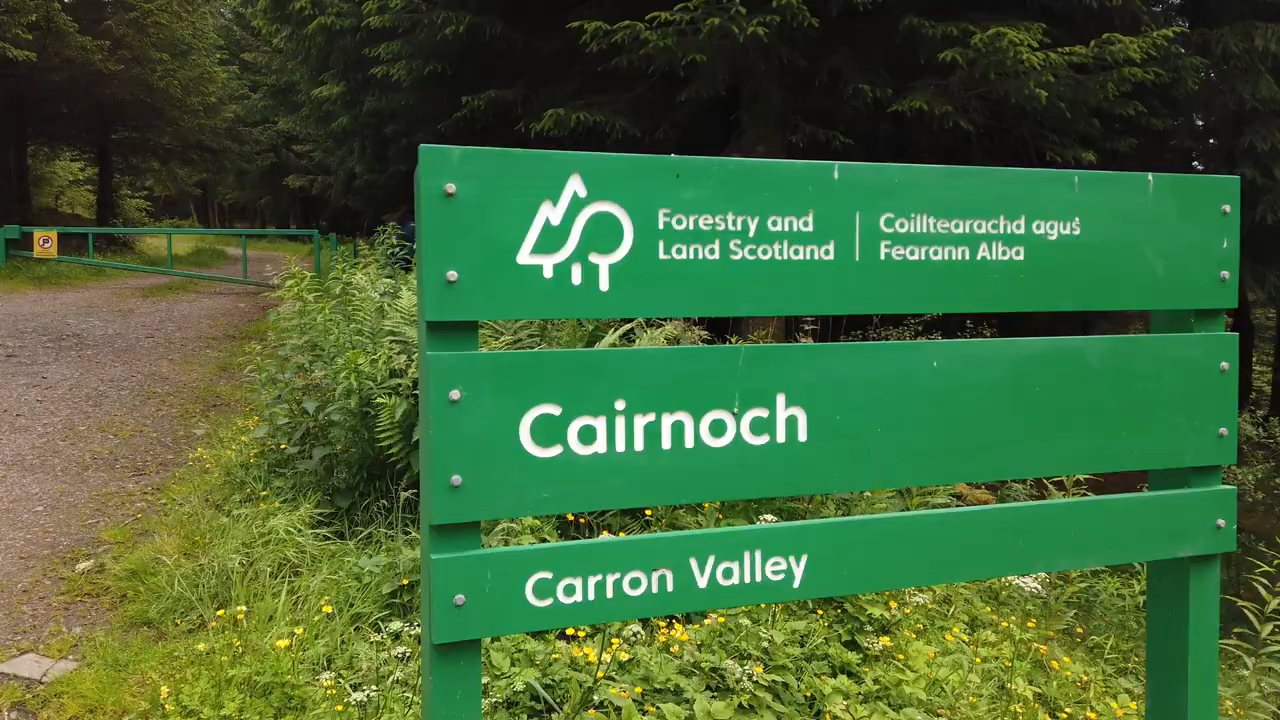 Forestry and
Land Scotland
Coilltearachd agus
Fearann Alba
Cairnoch
Carron Valley